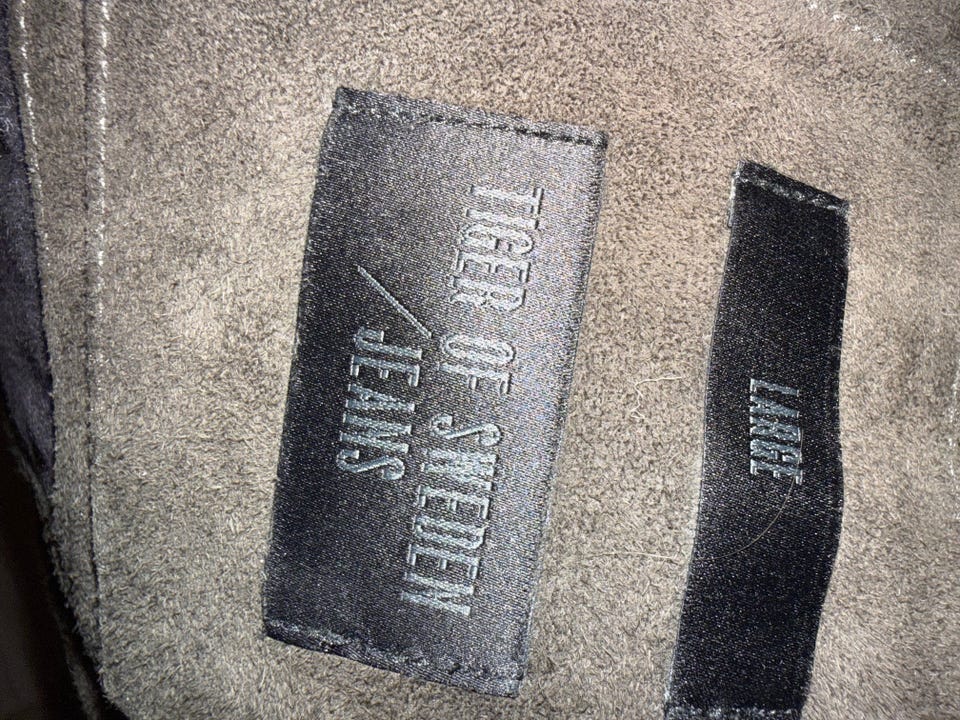 TIGER OF SWEDEN
/JEANS
LARGE